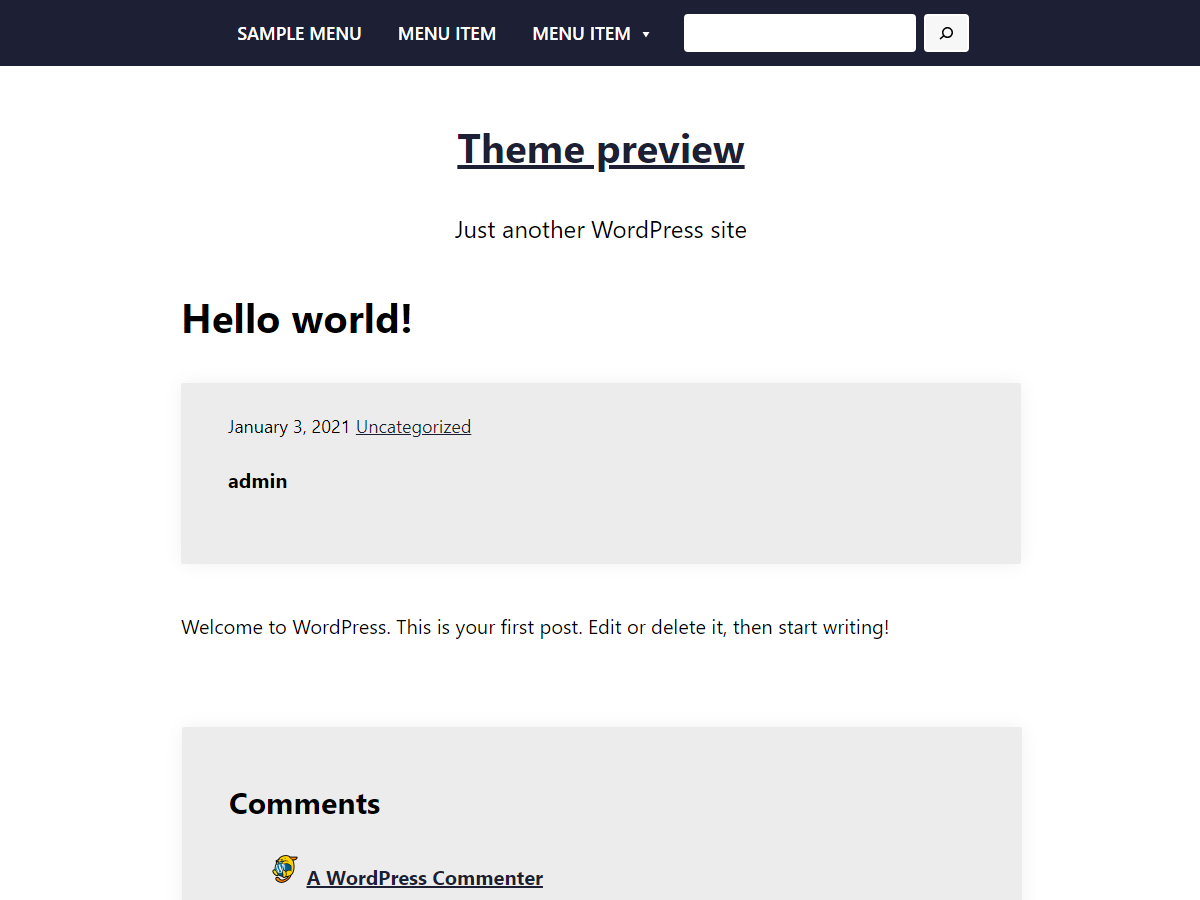 SAMPLE MENU MENU ITEM MENU ITEM
Theme preview
Just another WordPress site
Hello world!
January 3, 2021 Uncategorized
admin
Welcome to WordPress. This is your first post. Edit or delete it, then start writing!
Comments
A WordPress Commenter